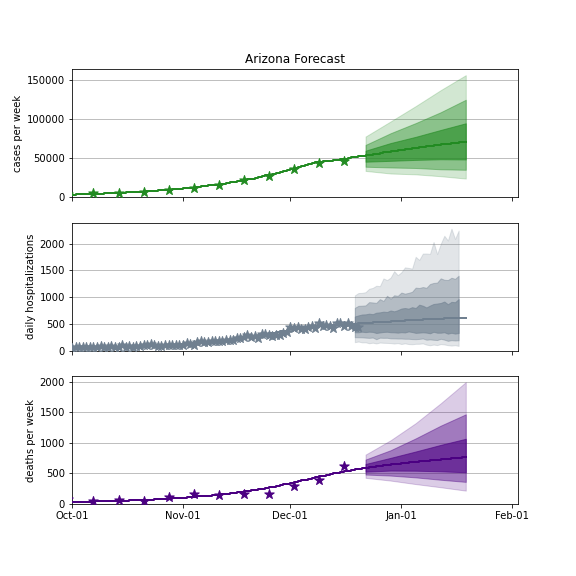 Arizona Forecast
cases per week
150000
100000
50000
0
daily hospitalizations
2000
1500
1000
500
0
deaths per week
2000
1500
1000
500
0
Oct-01 Nov-01 Dec-01 Jan-01 Feb-01